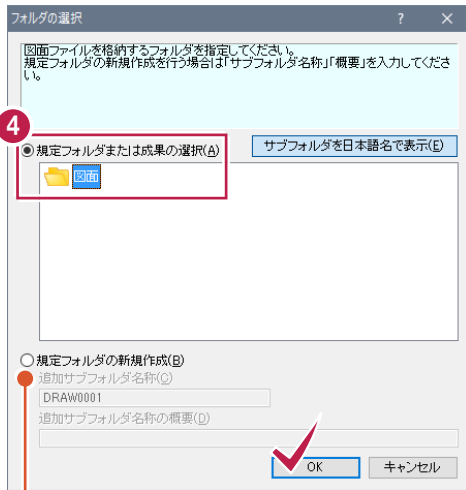 フォルダの選択
? ×
図面ファイルを格納するフォルダを指定してください。
規定フォルダの新規作成を行う場合は「サブフォルダ名称」「概要」を入力してくださ
い。
4
規定フォルダまたは成果の選択(A)
サブフォルダを日本語名で表示(E)
図面
規定フォルダの新規作成(B)
追加サブフォルダ名称(C)
DRAW0001
追加サブフォルダ名称の概要(D)
OK
キャンセル